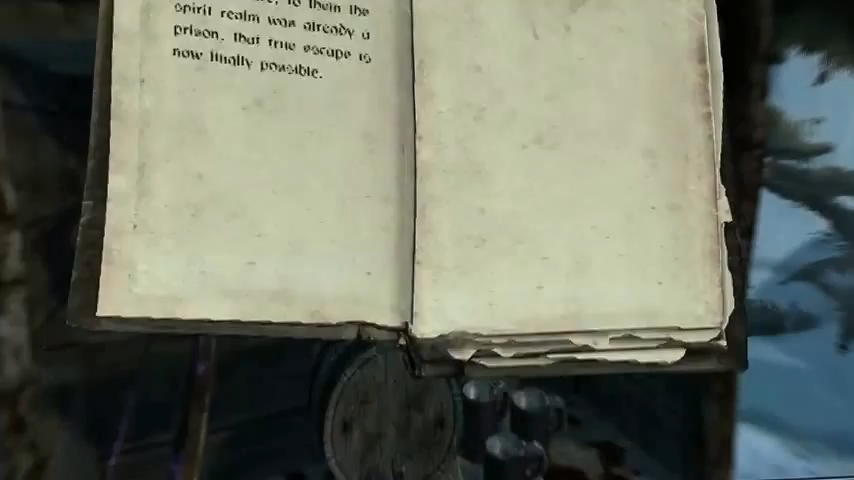 to them the
spirit realm was already a
prison, that true escape is
now finally possible.